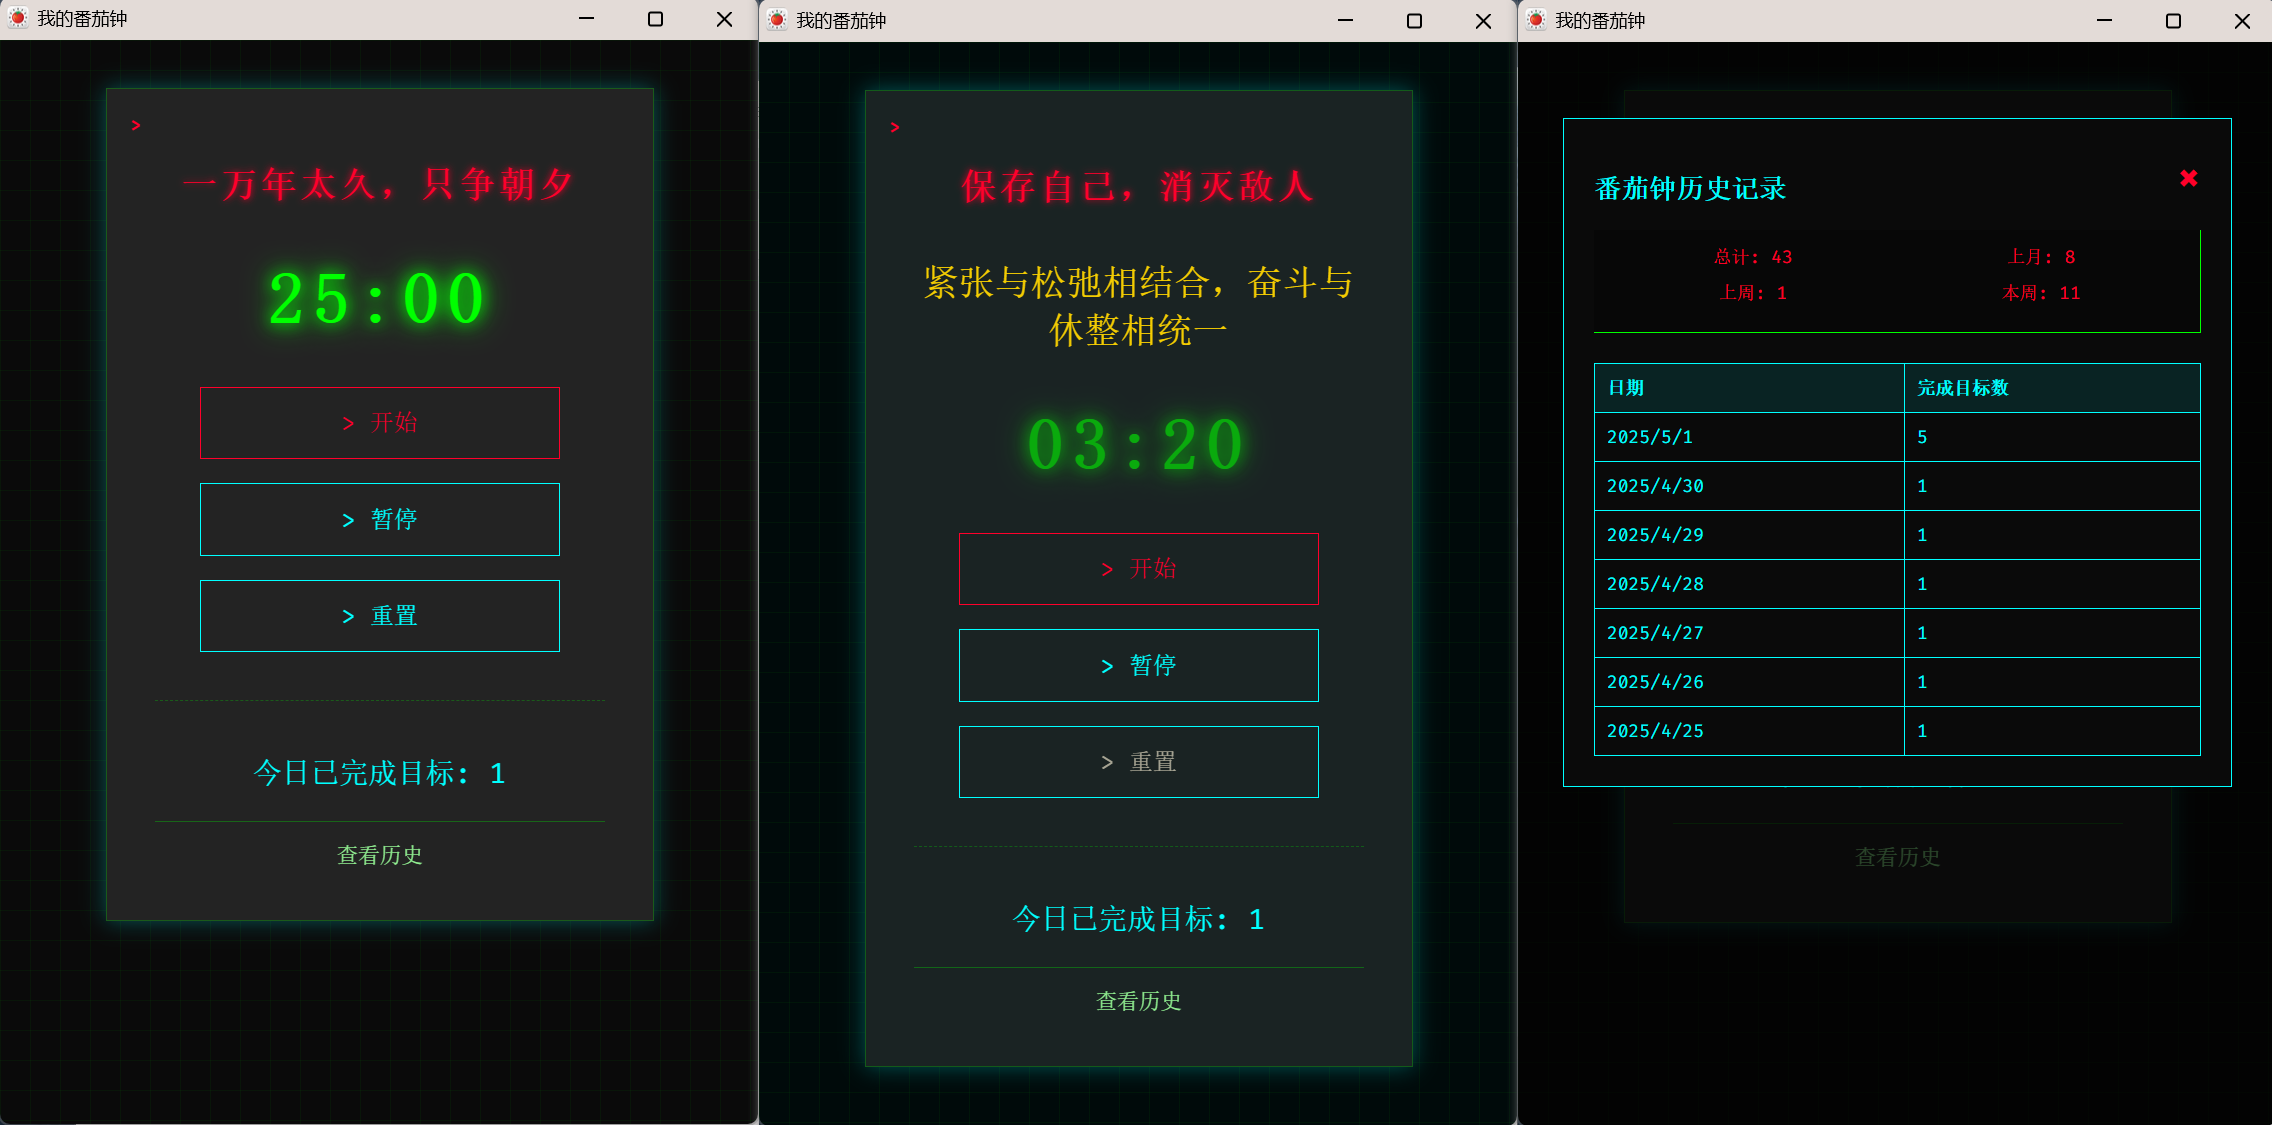 我的番茄钟
>
一万年太久，只争朝夕
25:00
> 开始
> 暂停
> 重置
今日已完成目标: 1
查看历史
我的番茄钟
>
保存自己，消灭敌人
紧张与松弛相结合，奋斗与
休整相统一
03:20
> 开始
> 暂停
> 重置
今日已完成目标: 1
查看历史
我的番茄钟
番茄钟历史记录
总计: 43 上月: 8
上周: 1 本周: 11
日期 完成目标数
2025/5/1 5
2025/4/30 1
2025/4/29 1
2025/4/28 1
2025/4/27 1
2025/4/26 1
2025/4/25 1
查看历史